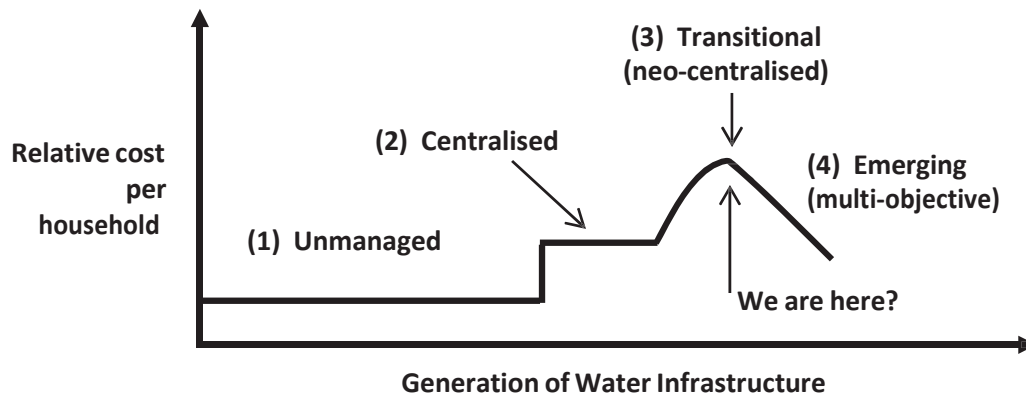 (3) Transitional
(neo-centralised)
(2) Centralised
Relative cost
per
household
(4) Emerging
(multi-objective)
(1) Unmanaged
We are here?
Generation of Water Infrastructure